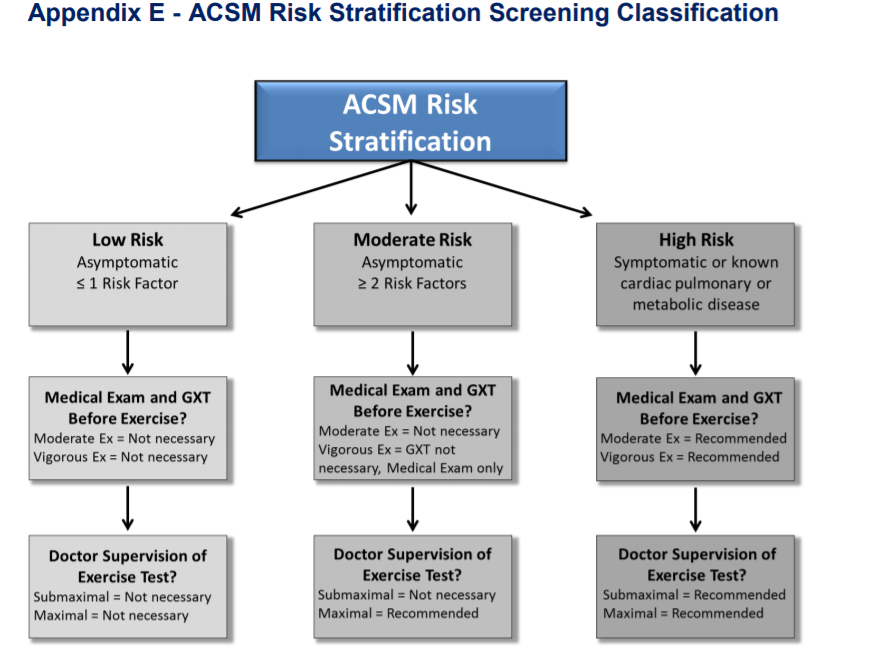 Appendix E - ACSM Risk Stratification Screening Classification
ACSM Risk
Stratification
Low Risk
Asymptomatic
≤ 1 Risk Factor
Moderate Risk
Asymptomatic
≥ 2 Risk Factors
High Risk
Symptomatic or known
cardiac pulmonary or
metabolic disease
Medical Exam and GXT
Before Exercise?
Moderate Ex = Not necessary
Vigorous Ex = Not necessary
Medical Exam and GXT
Before Exercise?
Moderate Ex = Not necessary
Vigorous Ex = GXT not
necessary, Medical Exam only
Medical Exam and GXT
Before Exercise?
Moderate Ex = Recommended
Vigorous Ex = Recommended
Doctor Supervision of
Exercise Test?
Submaximal = Not necessary
Maximal = Not necessary
Doctor Supervision of
Exercise Test?
Submaximal = Not necessary
Maximal = Recommended
Doctor Supervision of
Exercise Test?
Submaximal = Recommended
Maximal = Recommended